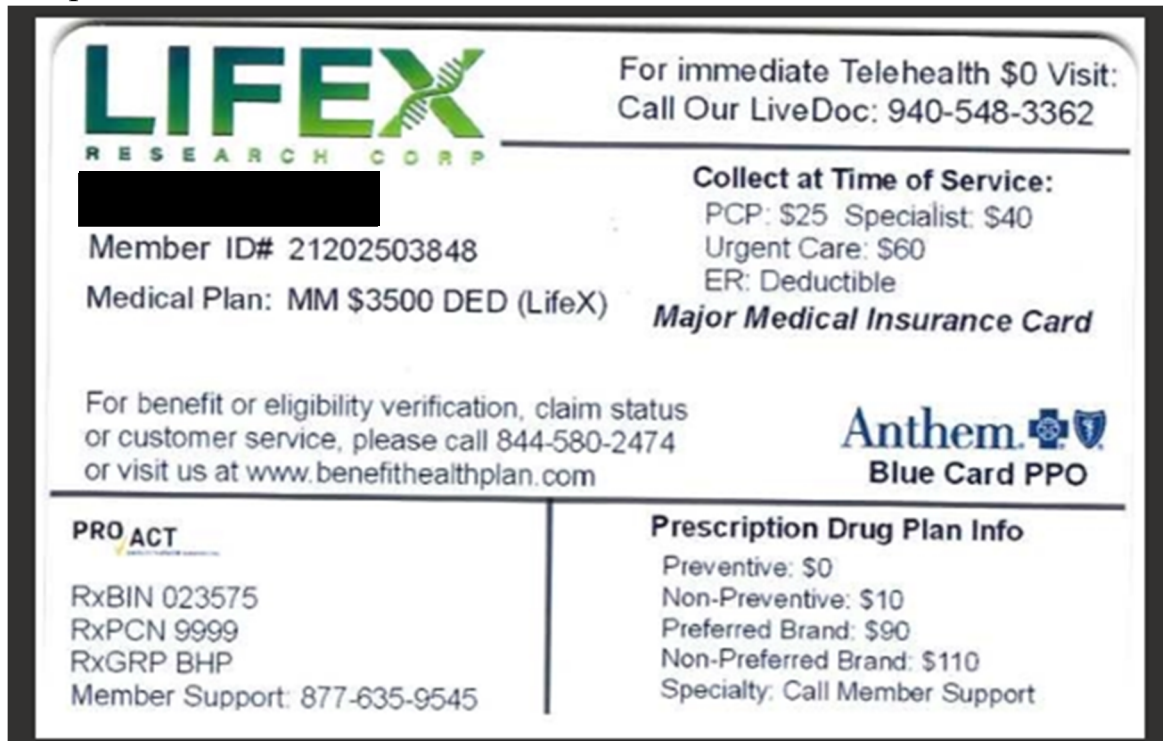 LIFEX
RESEARCH CORP
For immediate Telehealth $0 Visit:
Call Our LiveDoc: 940-548-3362
Collect at Time of Service:
PCP: $25 Specialist: $40
Urgent Care: $60
ER: Deductible
Major Medical Insurance Card
Member ID# 21202503848
Medical Plan: MM $3500 DED (LifeX)
For benefit or eligibility verification, claim status
or customer service, please call 844-580-2474
or visit us at www.benefithealthplan.com
Anthem.
Blue Card PPO
PRO ACT
RxBIN 023575
RxPCN 9999
RxGRP BHP
Member Support: 877-635-9545
Prescription Drug Plan Info
Preventive: $0
Non-Preventive: $10
Preferred Brand: $90
Non-Preferred Brand: $110
Specialty: Call Member Support